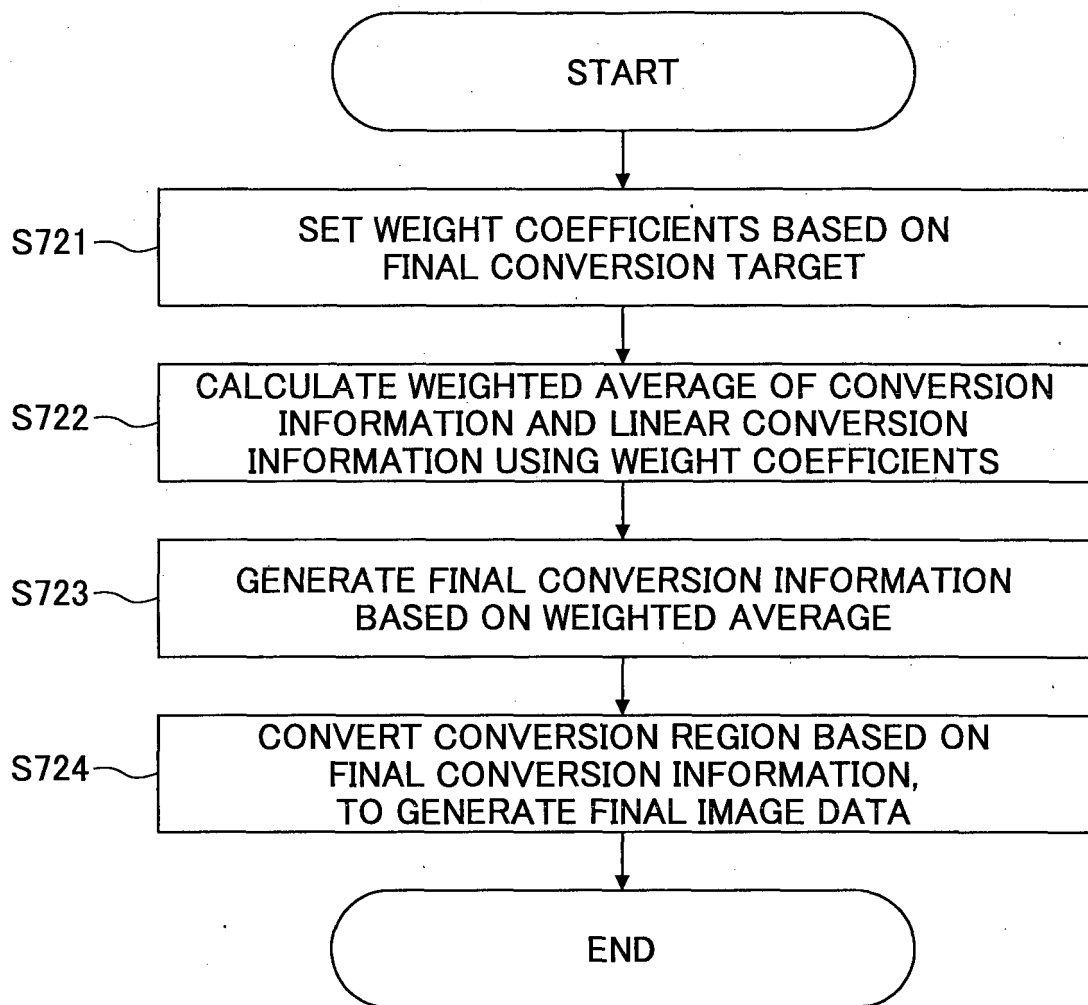 START
S721
SET WEIGHT COEFFICIENTS BASED ON
FINAL CONVERSION TARGET
S722
CALCULATE WEIGHTED AVERAGE OF CONVERSION
INFORMATION AND LINEAR CONVERSION
INFORMATION USING WEIGHT COEFFICIENTS
S723
GENERATE FINAL CONVERSION INFORMATION
BASED ON WEIGHTED AVERAGE
S724
CONVERT CONVERSION REGION BASED ON
FINAL CONVERSION INFORMATION,
TO GENERATE FINAL IMAGE DATA
END